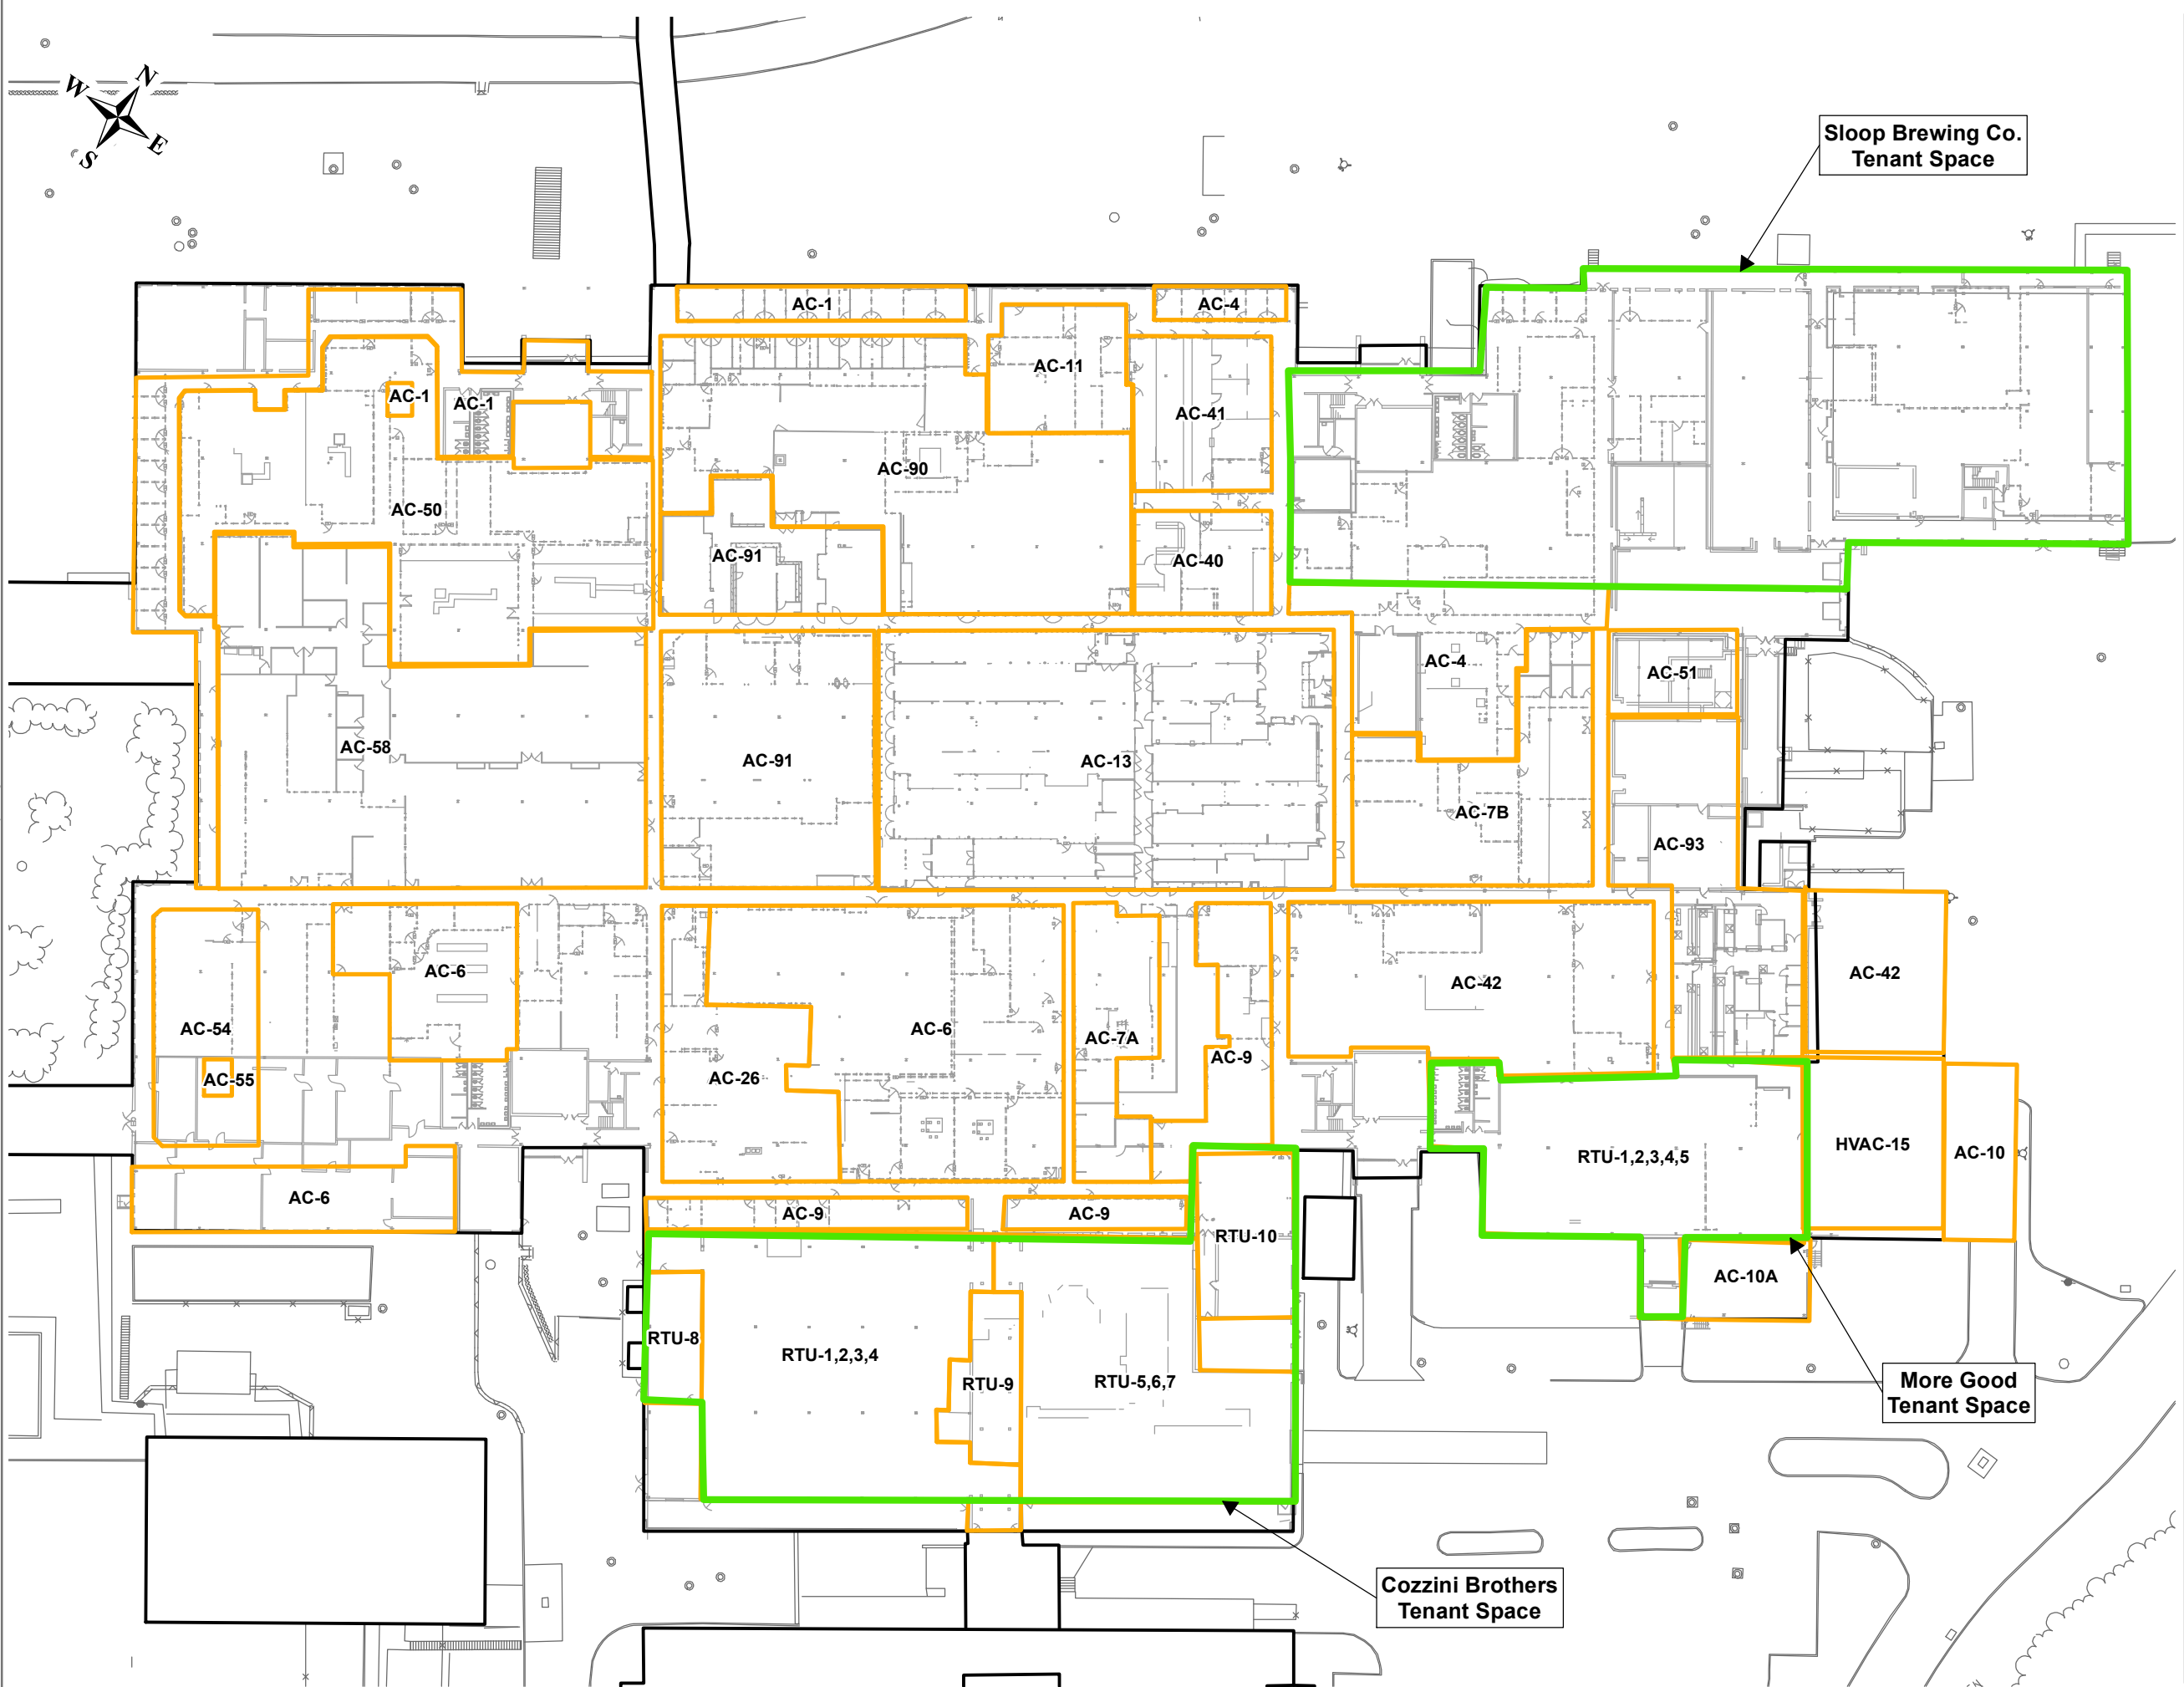 N
W
E
S
Sloop Brewing Co.
Tenant Space
AC-1
AC-4
AC-11
AC-1
AC-1
AC-41
AC-90
AC-50
AC-91
AC-40
AC-4
AC-51
AC-58
AC-91
AC-13
AC-7B
AC-93
AC-6
AC-42
AC-42
AC-54
AC-6
AC-7A
AC-9
AC-55
AC-26
RTU-1,2,3,4,5
HVAC-15
AC-10
AC-6
AC-9
AC-9
RTU-10
AC-10A
RTU-8
RTU-1,2,3,4
RTU-9
RTU-5,6,7
More Good
Tenant Space
Cozzini Brothers
Tenant Space